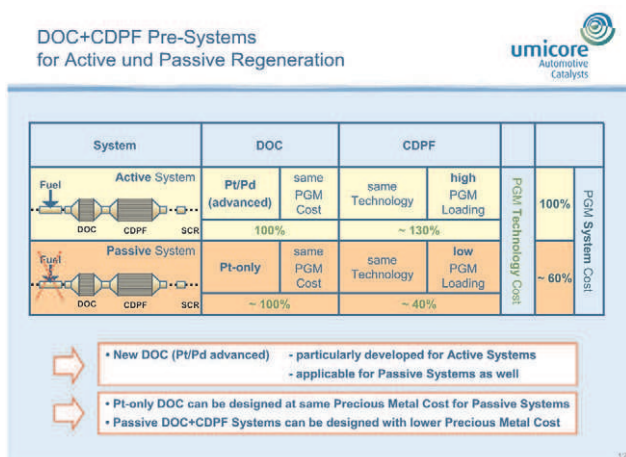 DOC+CDPF Pre-Systems
for Active und Passive Regeneration
umicore
Automotive
Catalysts
System
DOC
CDPF
Active System
Fuel
DOC CDPF SCR
Pt/Pd
(advanced)
same
PGM
Cost
100%
same
Technology
high
PGM
Loading
~ 130%
PGM Technology Cost
100%
PGM System Cost
Passive System
Fuel
DOC CDPF SCR
Pt-only
same
PGM
Cost
~ 100%
same
Technology
low
PGM
Loading
~ 40%
~ 60%
• New DOC (Pt/Pd advanced) - particularly developed for Active Systems
- applicable for Passive Systems as well
• Pt-only DOC can be designed at same Precious Metal Cost for Passive Systems
• Passive DOC+CDPF Systems can be designed with lower Precious Metal Cost